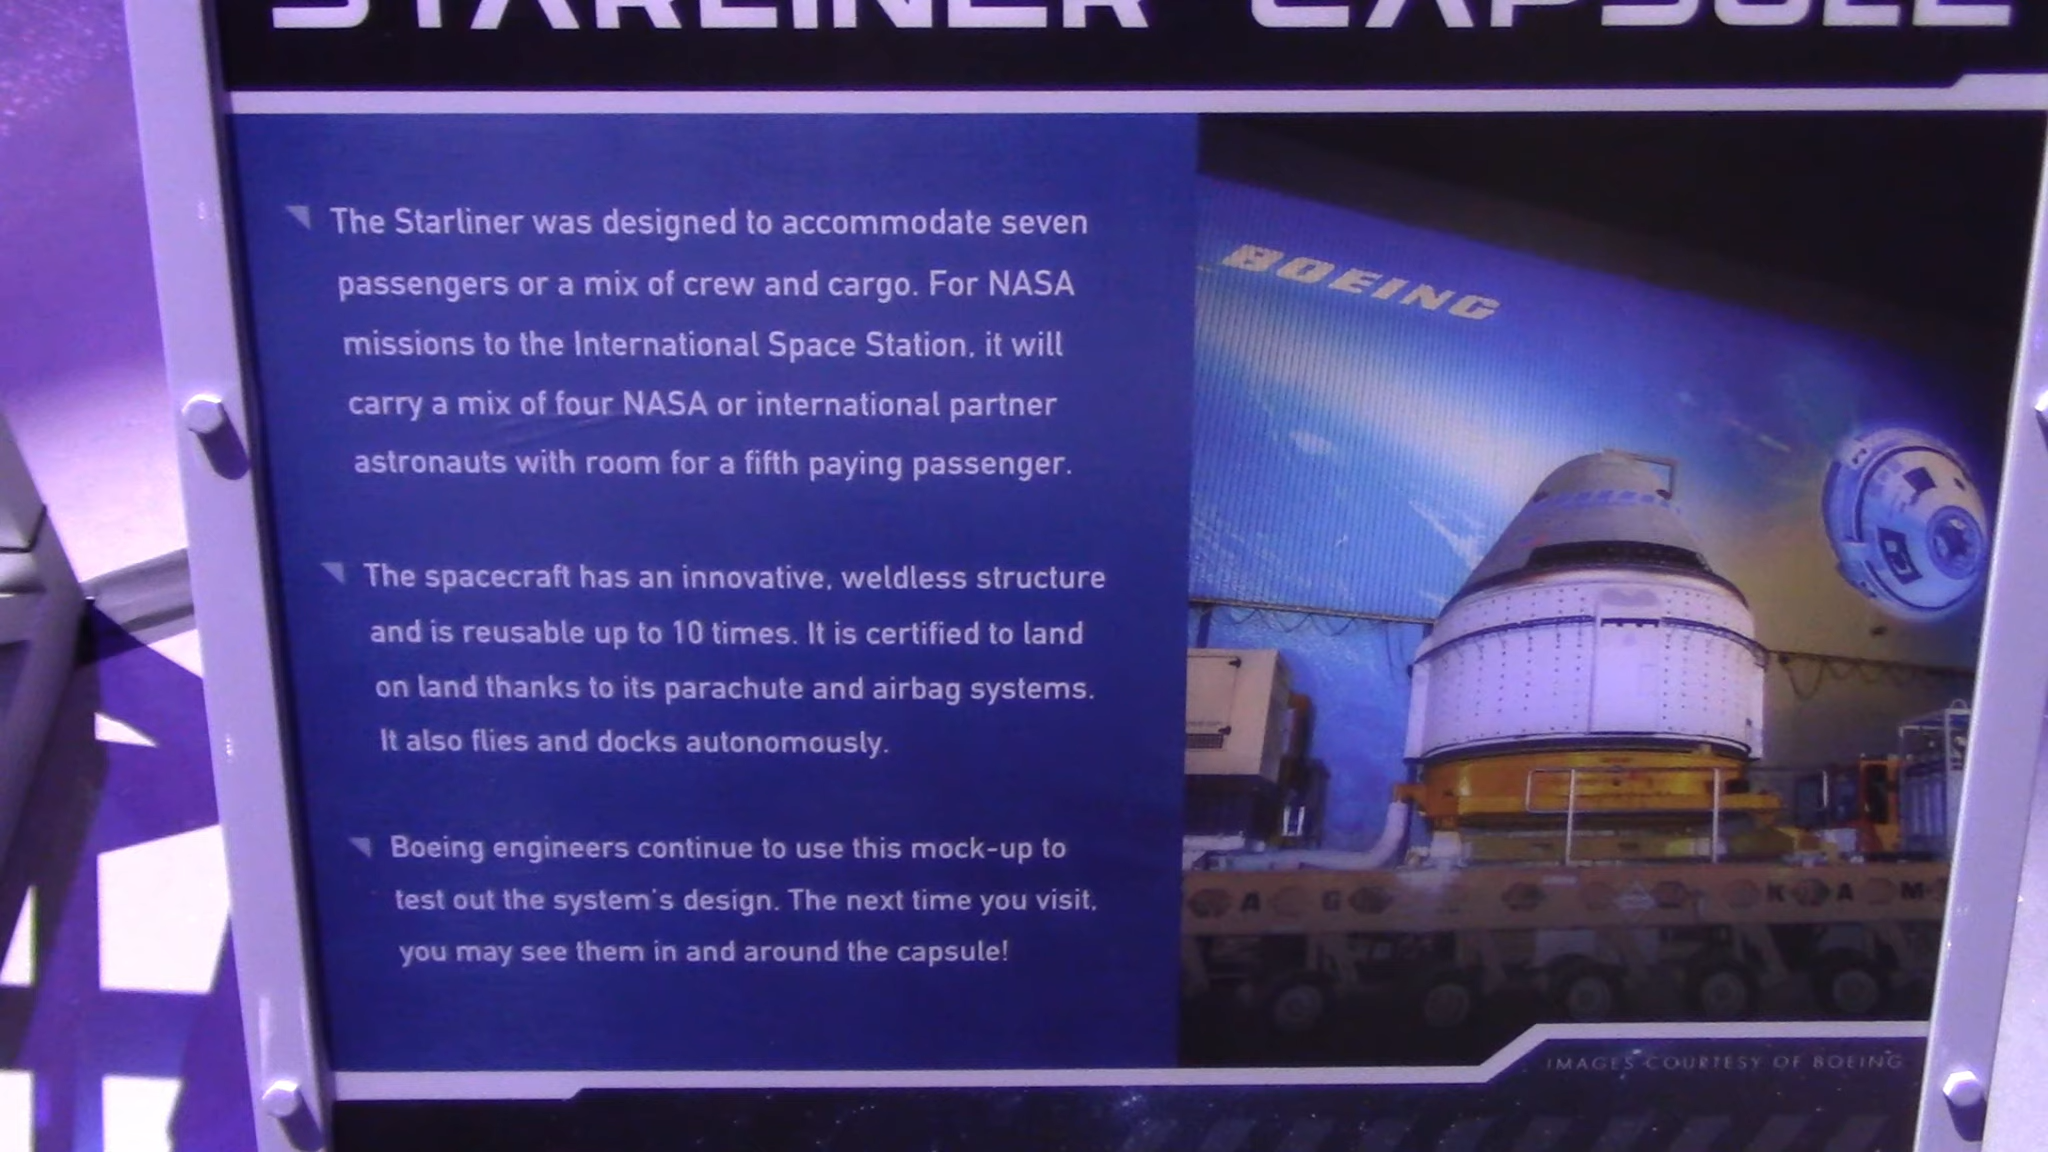 STARLINER CAPSULE
The Starliner was designed to accommodate seven
passengers or a mix of crew and cargo. For NASA
missions to the International Space Station, it will
carry a mix of four NASA or international partner
astronauts with room for a fifth paying passenger.
The spacecraft has an innovative, weldless structure
and is reusable up to 10 times. It is certified to land
on land thanks to its parachute and airbag systems.
It also flies and docks autonomously.
Boeing engineers continue to use this mock-up to
test out the system's design. The next time you visit,
you may see them in and around the capsule!
BOEING
IMAGES COURTESY OF BOEING